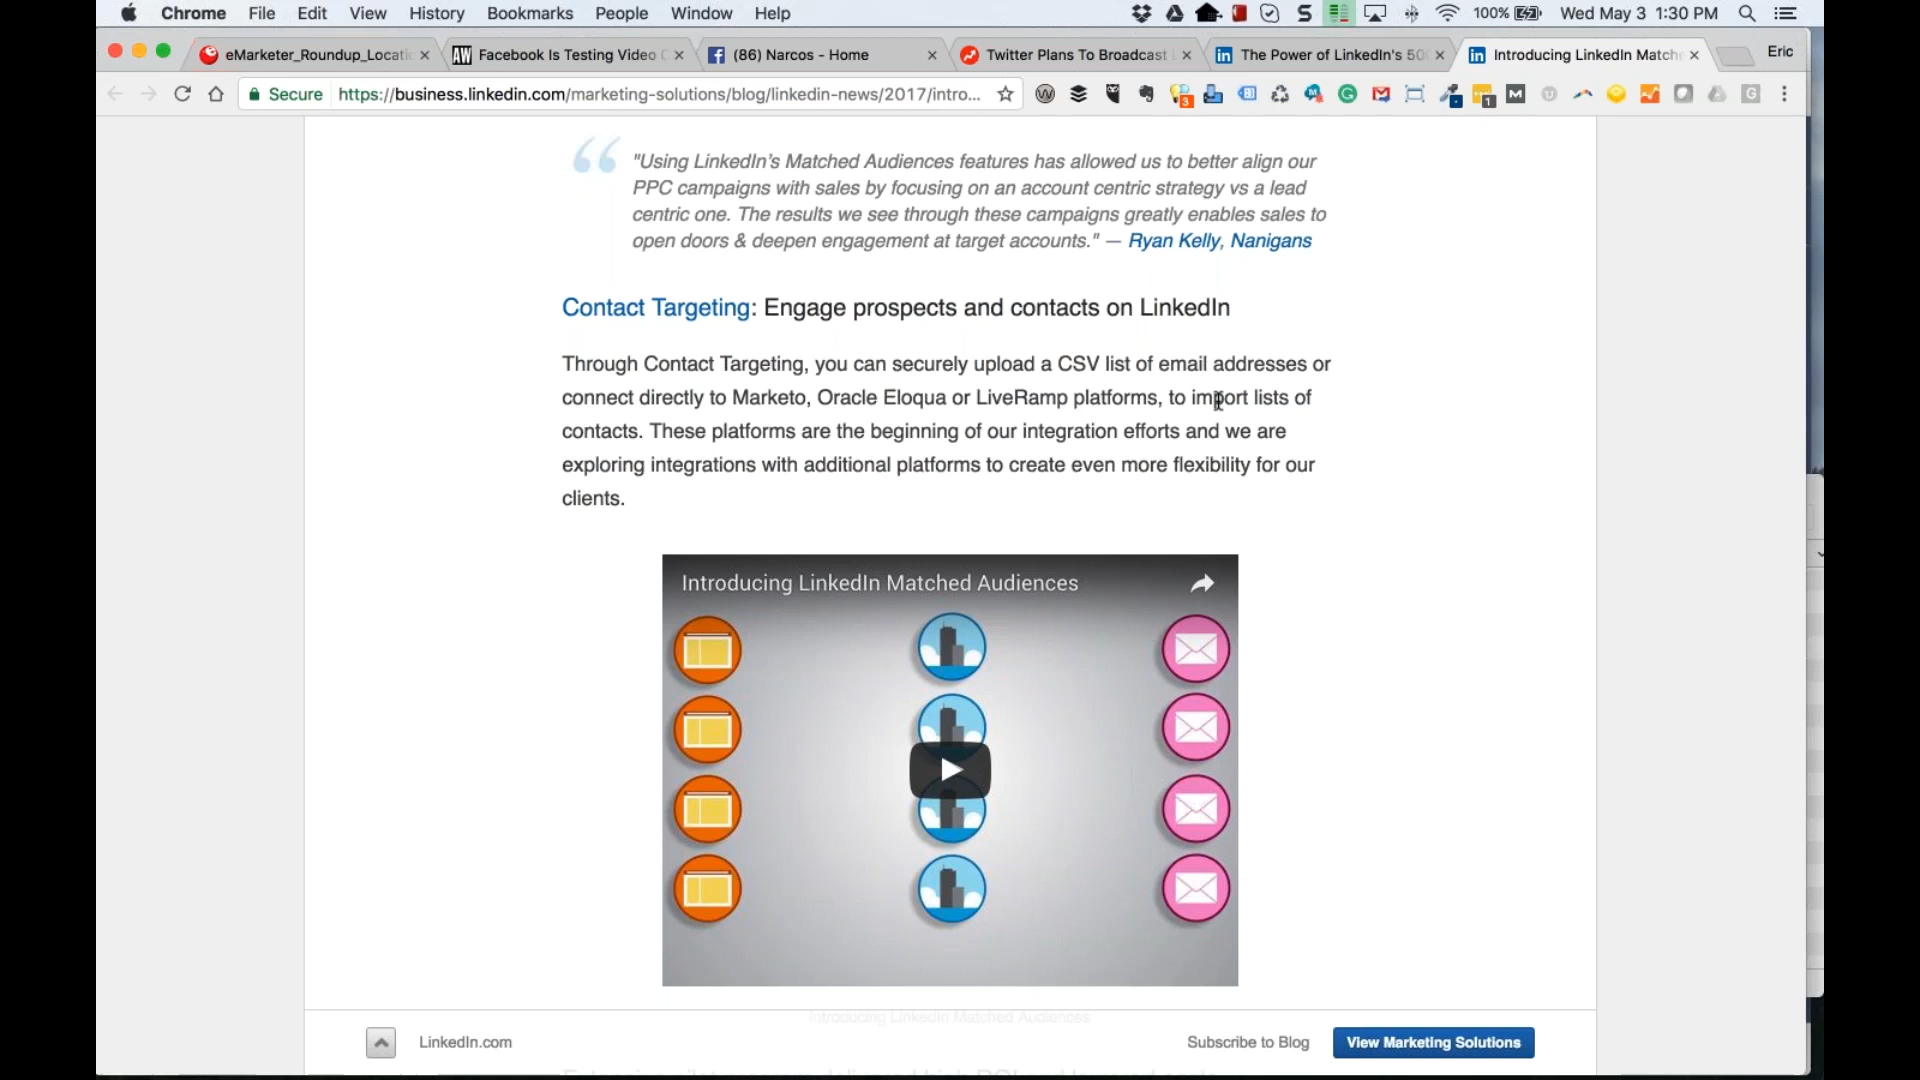 Chrome File Edit View History Bookmarks People Window Help
100% Wed May 3 1:30 PM
eMarketer_Roundup_Locati
Facebook Is Testing Video
(86) Narcos - Home
Twitter Plans To Broadcast
The Power of LinkedIn's 50
Introducing LinkedIn Match
Eric
Secure https://business.linkedin.com/marketing-solutions/blog/linkedin-news/2017/intro...
"Using LinkedIn’s Matched Audiences features has allowed us to better align our
PPC campaigns with sales by focusing on an account centric strategy vs a lead
centric one. The results we see through these campaigns greatly enables sales to
open doors & deepen engagement at target accounts." — Ryan Kelly, Nanigans
Contact Targeting: Engage prospects and contacts on LinkedIn
Through Contact Targeting, you can securely upload a CSV list of email addresses or
connect directly to Marketo, Oracle Eloqua or LiveRamp platforms, to import lists of
contacts. These platforms are the beginning of our integration efforts and we are
exploring integrations with additional platforms to create even more flexibility for our
clients.
Introducing LinkedIn Matched Audiences
Introducing LinkedIn Matched Audiences
LinkedIn.com
Subscribe to Blog
View Marketing Solutions